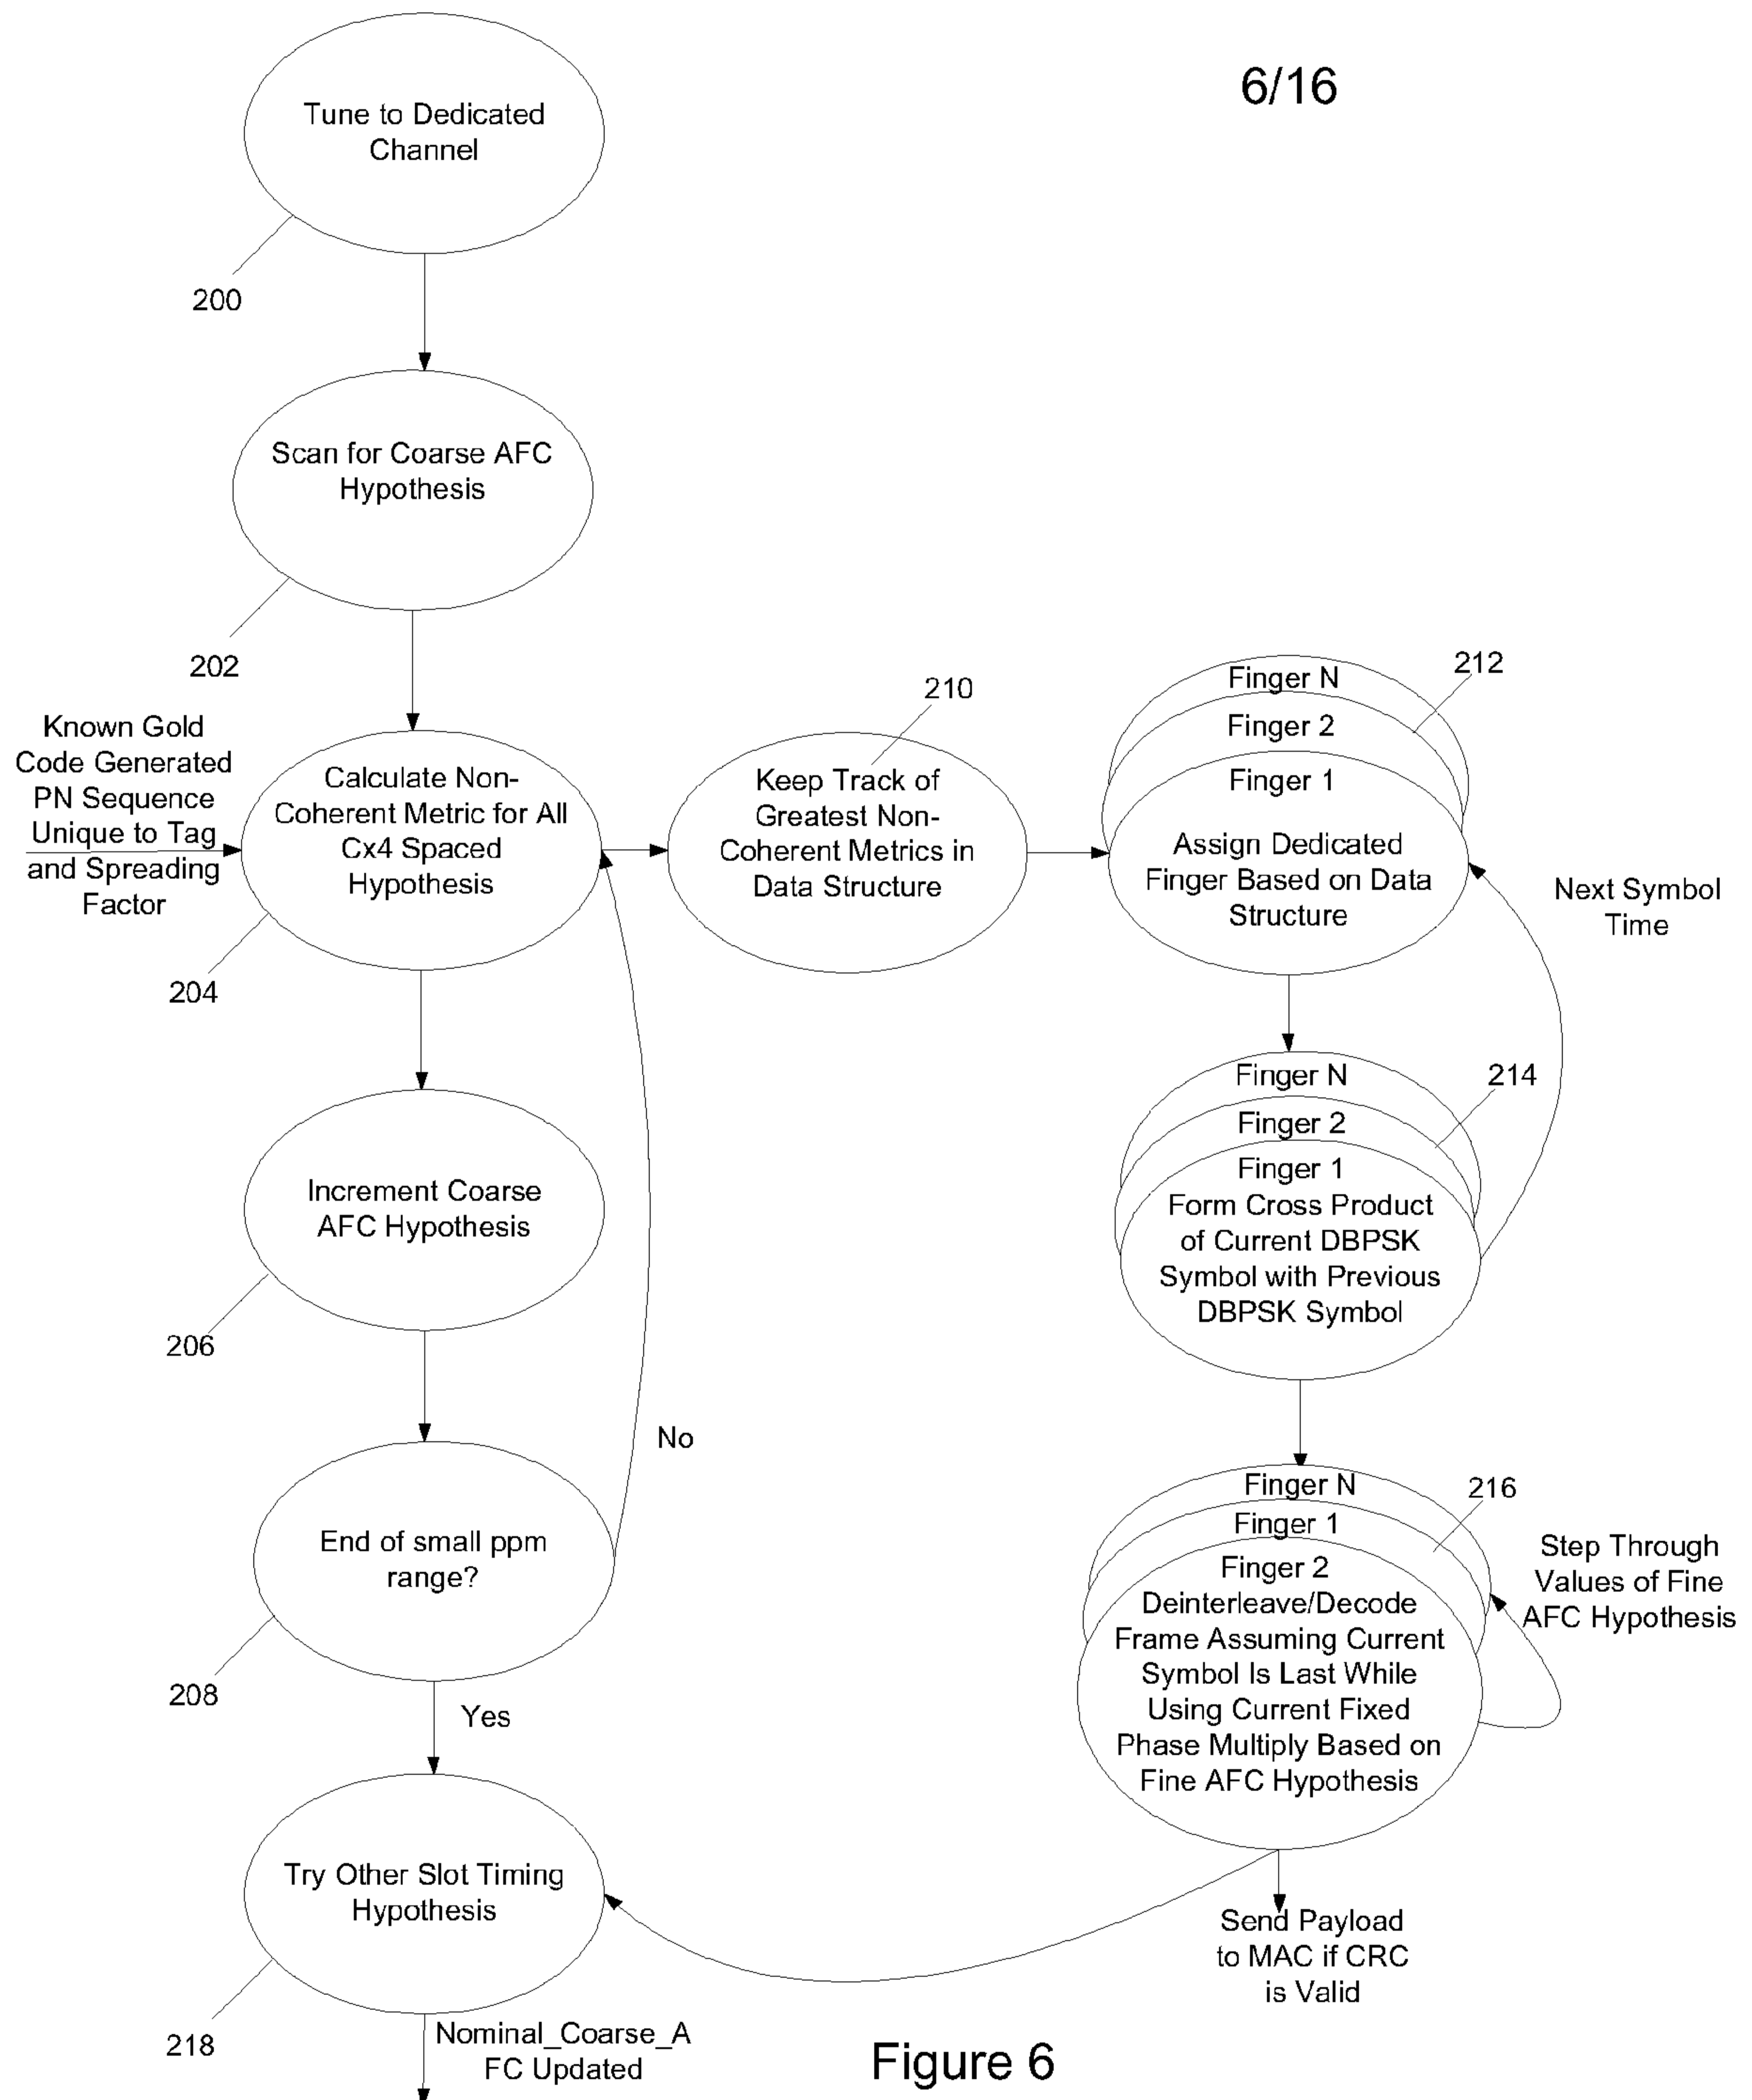 6/16
Tune to Dedicated
Channel
200
Scan for Coarse AFC
Hypothesis
202
Known Gold
Code Generated
PN Sequence
Unique to Tag
and Spreading
Factor
Calculate Non-
Coherent Metric for All
Cx4 Spaced
Hypothesis
204
210
Keep Track of
Greatest Non-
Coherent Metrics in
Data Structure
212
Finger N
Finger 2
Finger 1
Assign Dedicated
Finger Based on Data
Structure
Next Symbol
Time
Increment Coarse
AFC Hypothesis
206
214
Finger N
Finger 2
Finger 1
Form Cross Product
of Current DBPSK
Symbol with Previous
DBPSK Symbol
No
End of small ppm
range?
208
Yes
216
Finger N
Finger 1
Finger 2
Deinterleave/Decode
Frame Assuming Current
Symbol Is Last While
Using Current Fixed
Phase Multiply Based on
Fine AFC Hypothesis
Step Through
Values of Fine
AFC Hypothesis
Try Other Slot Timing
Hypothesis
218
Send Payload
to MAC if CRC
is Valid
Nominal_Coarse_A
FC Updated
Figure 6